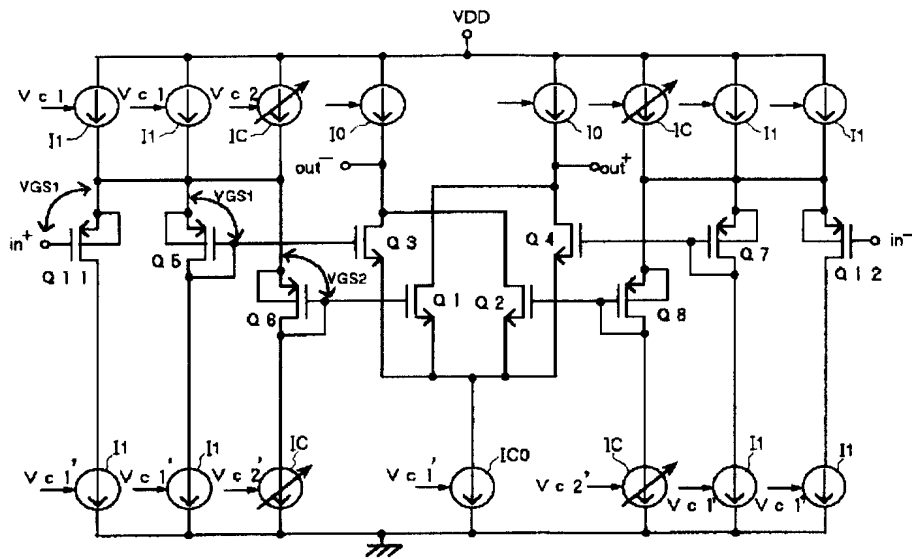 VDD
Vc1 Vc1 Vc2
I1 I1 IC I0 I0 IC I1 I1
out⁻ out⁺
VGS1 VGS1
in⁺ in⁻
Q11 Q5 Q3 Q4 Q7 Q12
VGS2
Q6 Q1 Q2 Q8
I1 I1 IC IC0 IC I1 I1
Vc1' Vc1' Vc2' Vc1' Vc2' Vc1' Vc1'